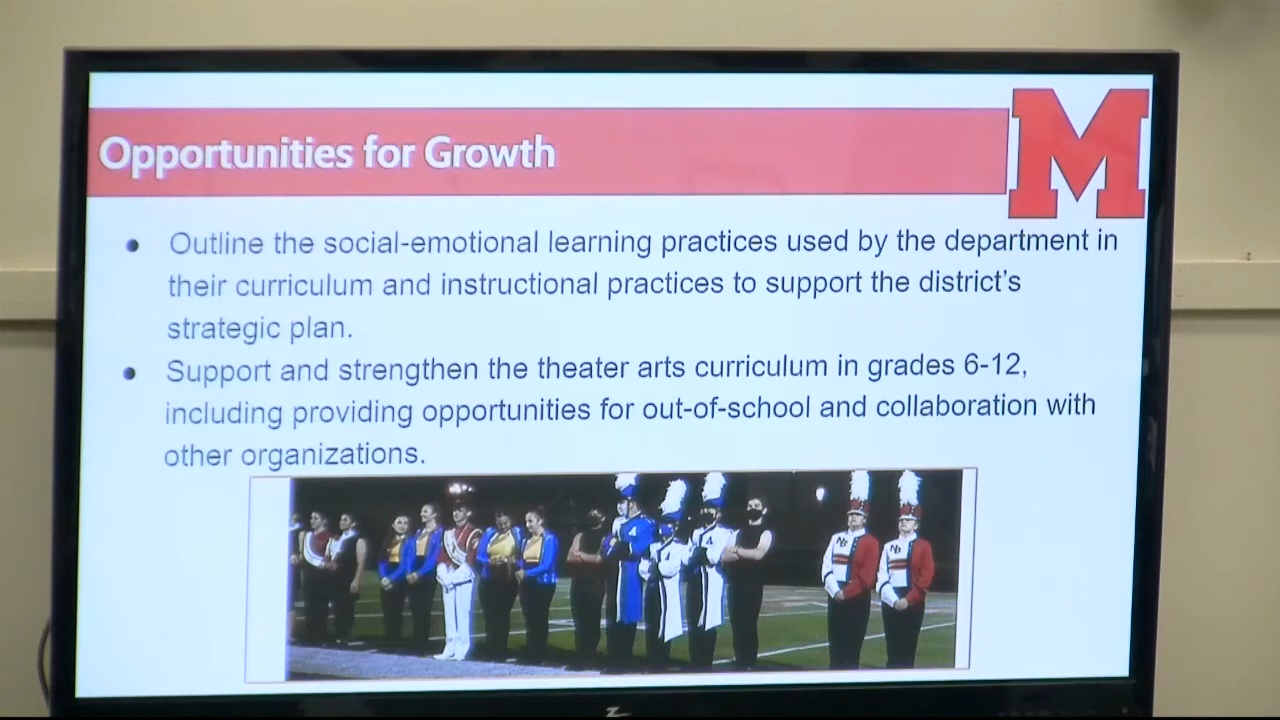 Opportunities for Growth
M
● Outline the social-emotional learning practices used by the department in
their curriculum and instructional practices to support the district's
strategic plan.
● Support and strengthen the theater arts curriculum in grades 6-12,
including providing opportunities for out-of-school and collaboration with
other organizations.